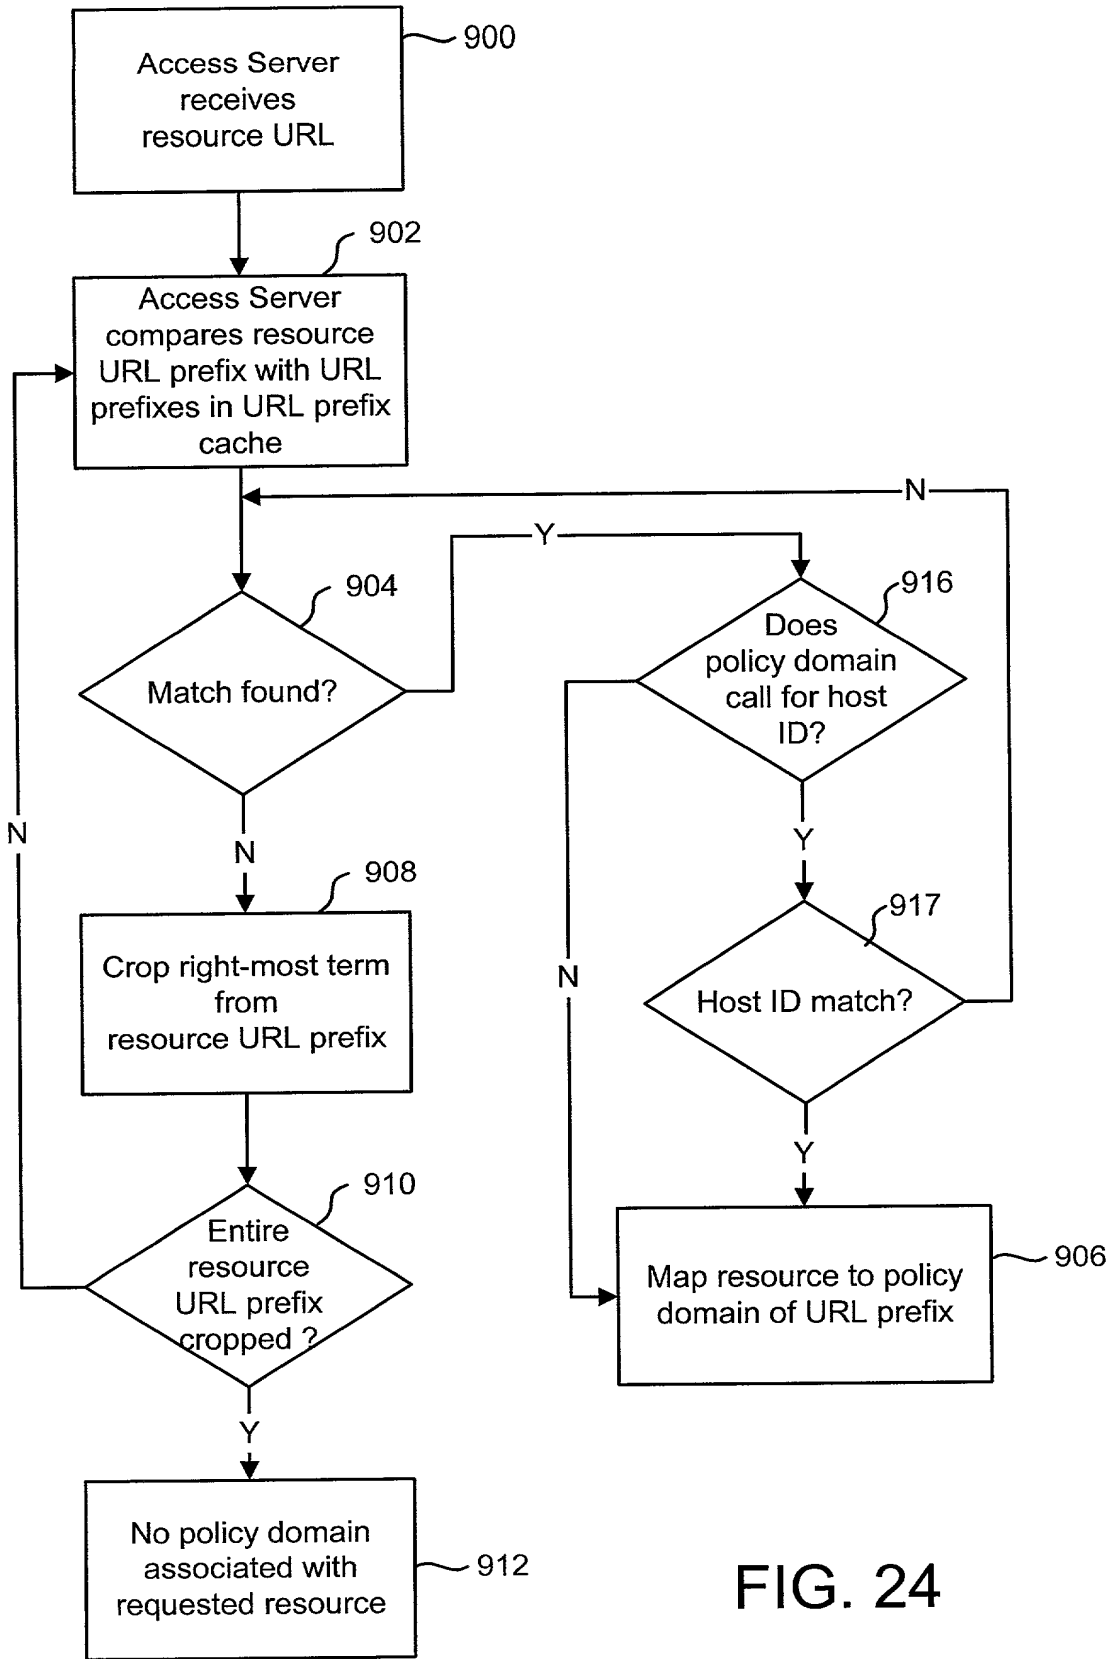 Access Server
receives
resource URL
900
902
Access Server
compares resource
URL prefix with URL
prefixes in URL prefix
cache
N
Y
904
Match found?
916
Does
policy domain
call for host
ID?
N
N
Y
908
Crop right-most term
from
resource URL prefix
917
Host ID match?
N
Y
910
Entire
resource
URL prefix
cropped ?
906
Map resource to policy
domain of URL prefix
Y
No policy domain
associated with
requested resource
912
FIG. 24